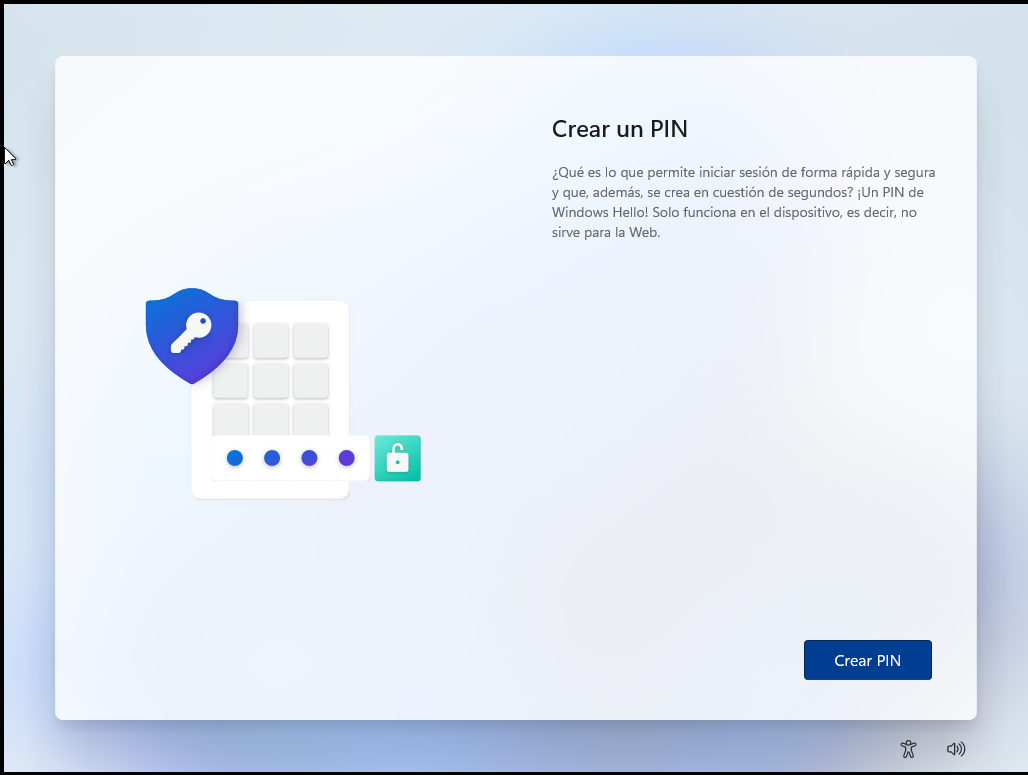 Crear un PIN
¿Qué es lo que permite iniciar sesión de forma rápida y segura
y que, además, se crea en cuestión de segundos? ¡Un PIN de
Windows Hello! Solo funciona en el dispositivo, es decir, no
sirve para la Web.
Crear PIN